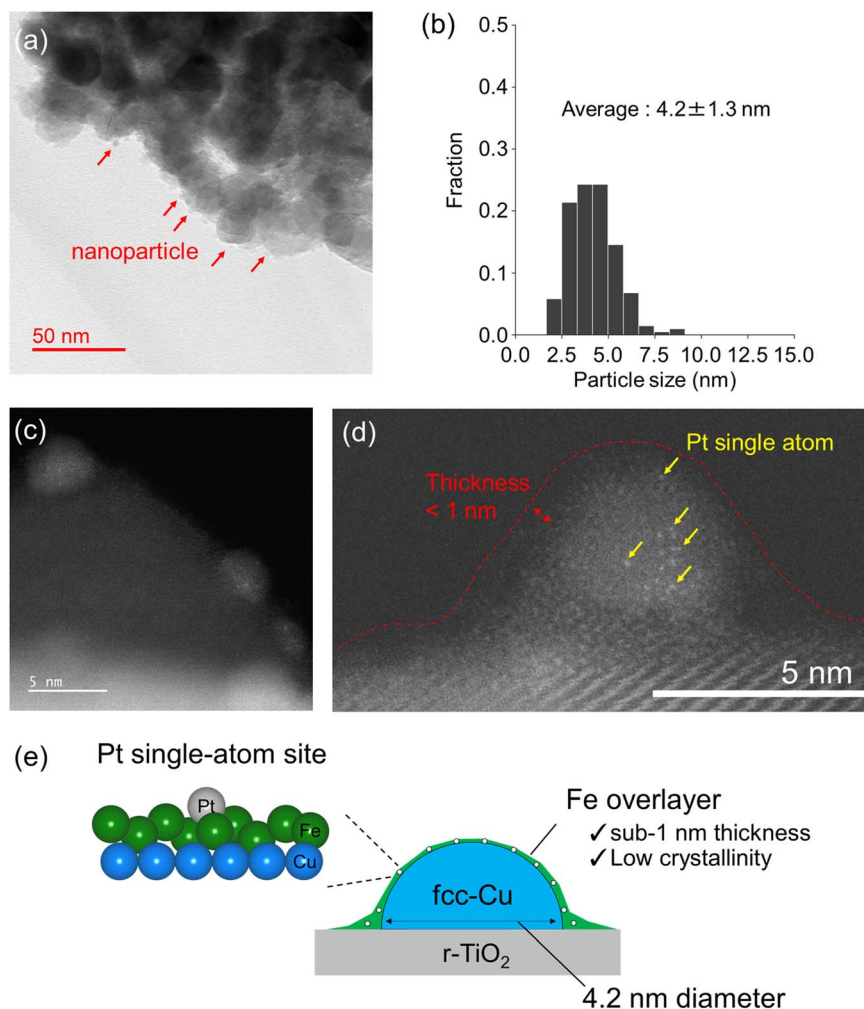 (a)
nanoparticle
50 nm
(b)
0.5
Average : 4.2±1.3 nm
0.4
0.3
Fraction
0.2
0.1
0.0
0.0 2.5 5.0 7.5 10.0 12.5 15.0
Particle size (nm)
(c)
5 nm
(d)
Pt single atom
Thickness
< 1 nm
5 nm
(e)
Pt single-atom site
Pt
Fe
Cu
Fe overlayer
✓sub-1 nm thickness
✓Low crystallinity
fcc-Cu
r-TiO₂
4.2 nm diameter